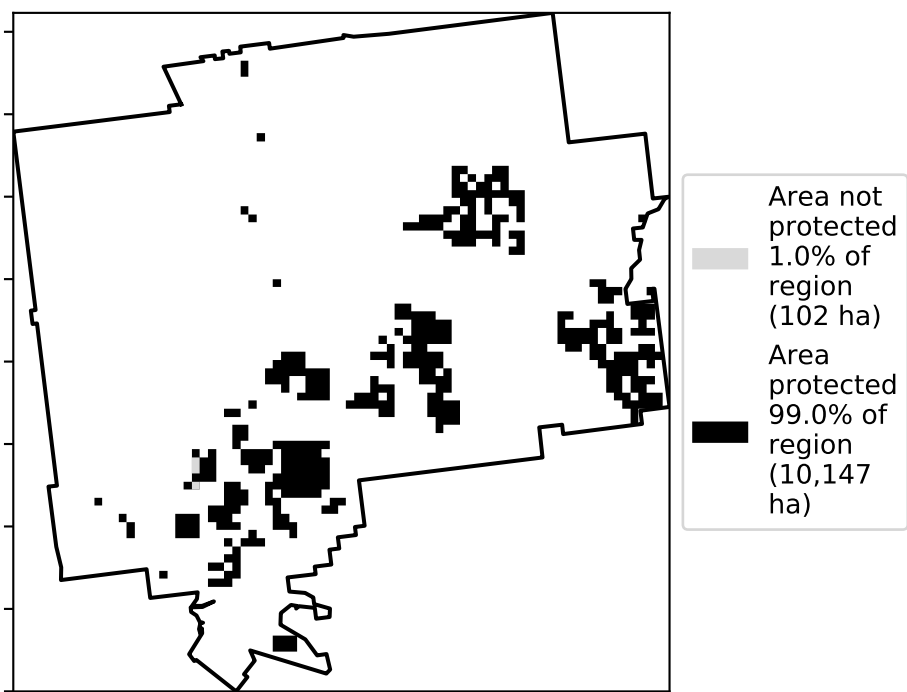 Area not
protected
1.0% of
region
(102 ha)
Area
protected
99.0% of
region
(10,147
ha)